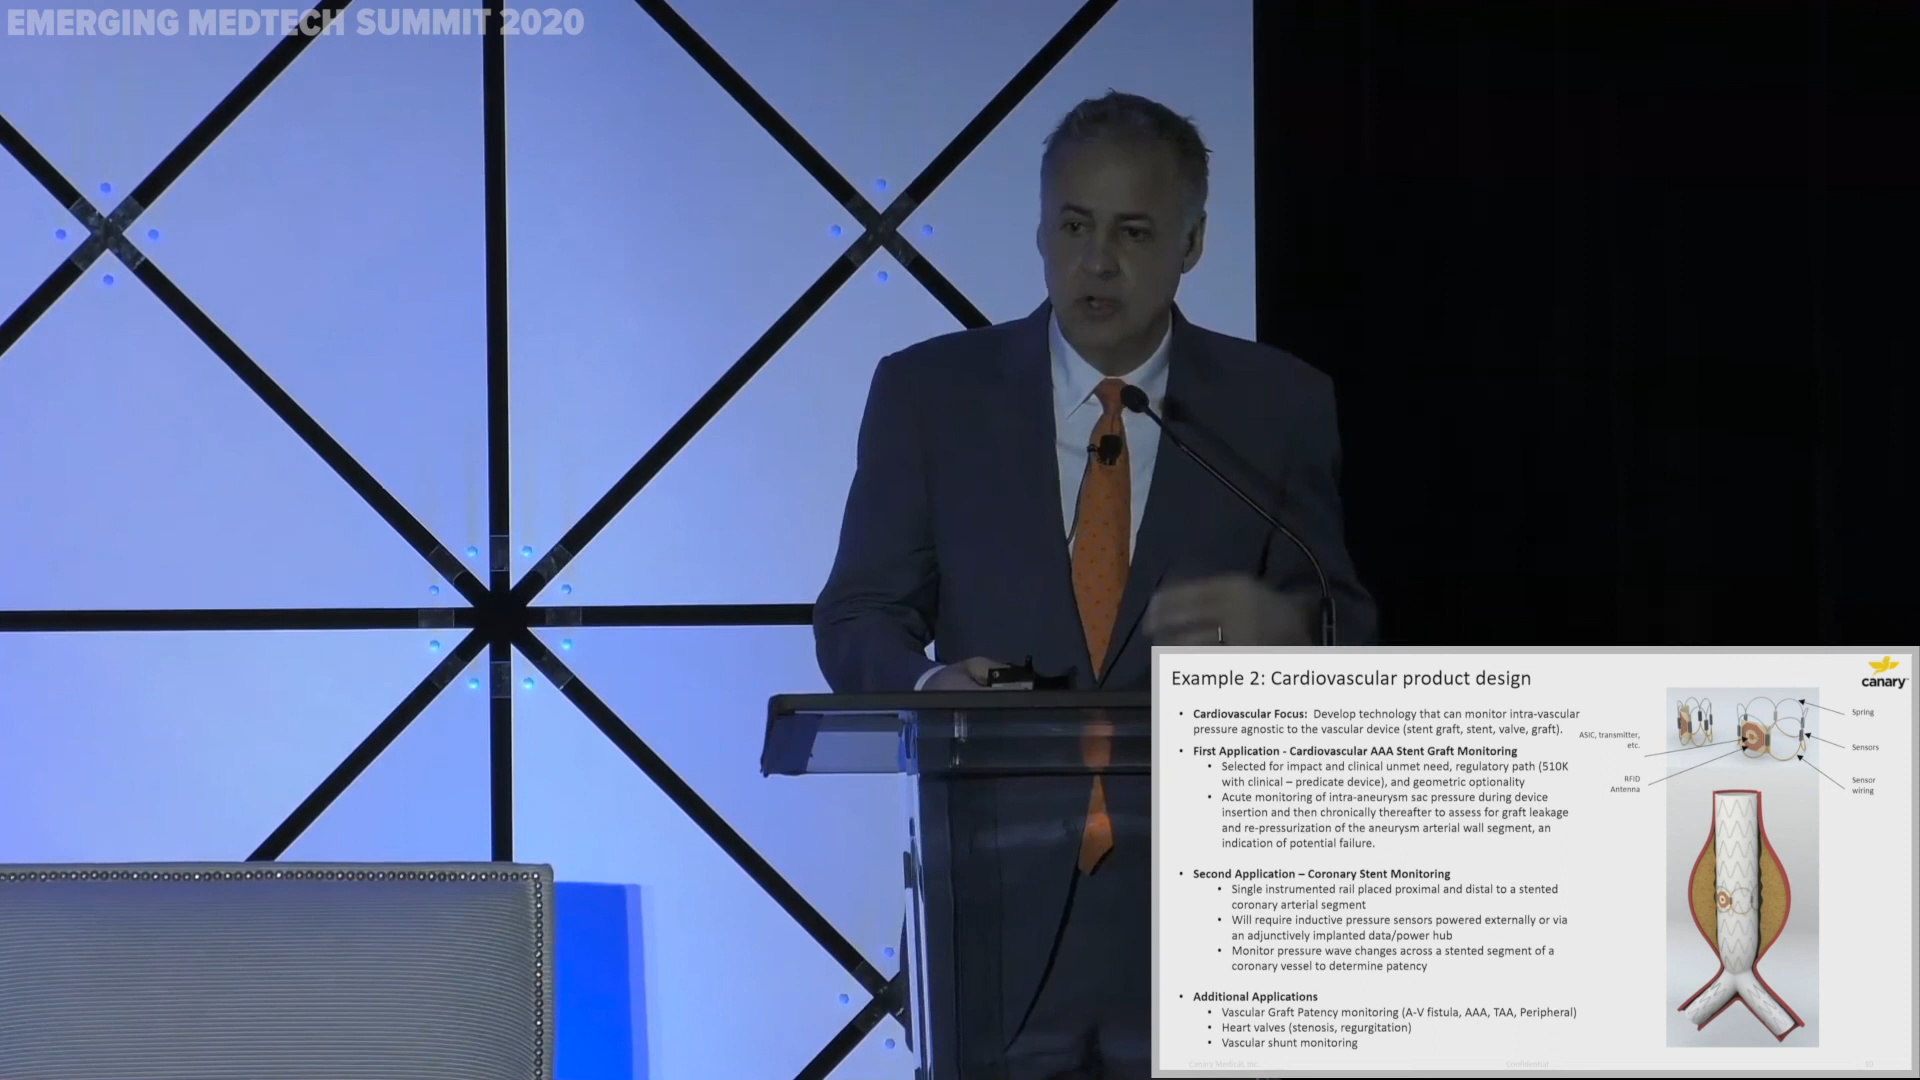 EMERGING MEDTECH SUMMIT 2020
Example 2: Cardiovascular product design
canary
• Cardiovascular Focus: Develop technology that can monitor intra-vascular
pressure agnostic to the vascular device (stent graft, stent, valve, graft).
• First Application - Cardiovascular AAA Stent Graft Monitoring
• Selected for impact and clinical unmet need, regulatory path (510K
with clinical – predicate device), and geometric optionality
• Acute monitoring of intra-aneurysm sac pressure during device
insertion and then chronically thereafter to assess for graft leakage
and re-pressurization of the aneurysm arterial wall segment, an
indication of potential failure.
• Second Application – Coronary Stent Monitoring
• Single instrumented rail placed proximal and distal to a stented
coronary arterial segment
• Will require inductive pressure sensors powered externally or via
an adjunctively implanted data/power hub
• Monitor pressure wave changes across a stented segment of a
coronary vessel to determine patency
• Additional Applications
• Vascular Graft Patency monitoring (A-V fistula, AAA, TAA, Peripheral)
• Heart valves (stenosis, regurgitation)
• Vascular shunt monitoring
ASIC, transmitter,
etc.
RFID
Antenna
Spring
Sensors
Sensor
wiring
Canary Medical, Inc.
Confidential
10